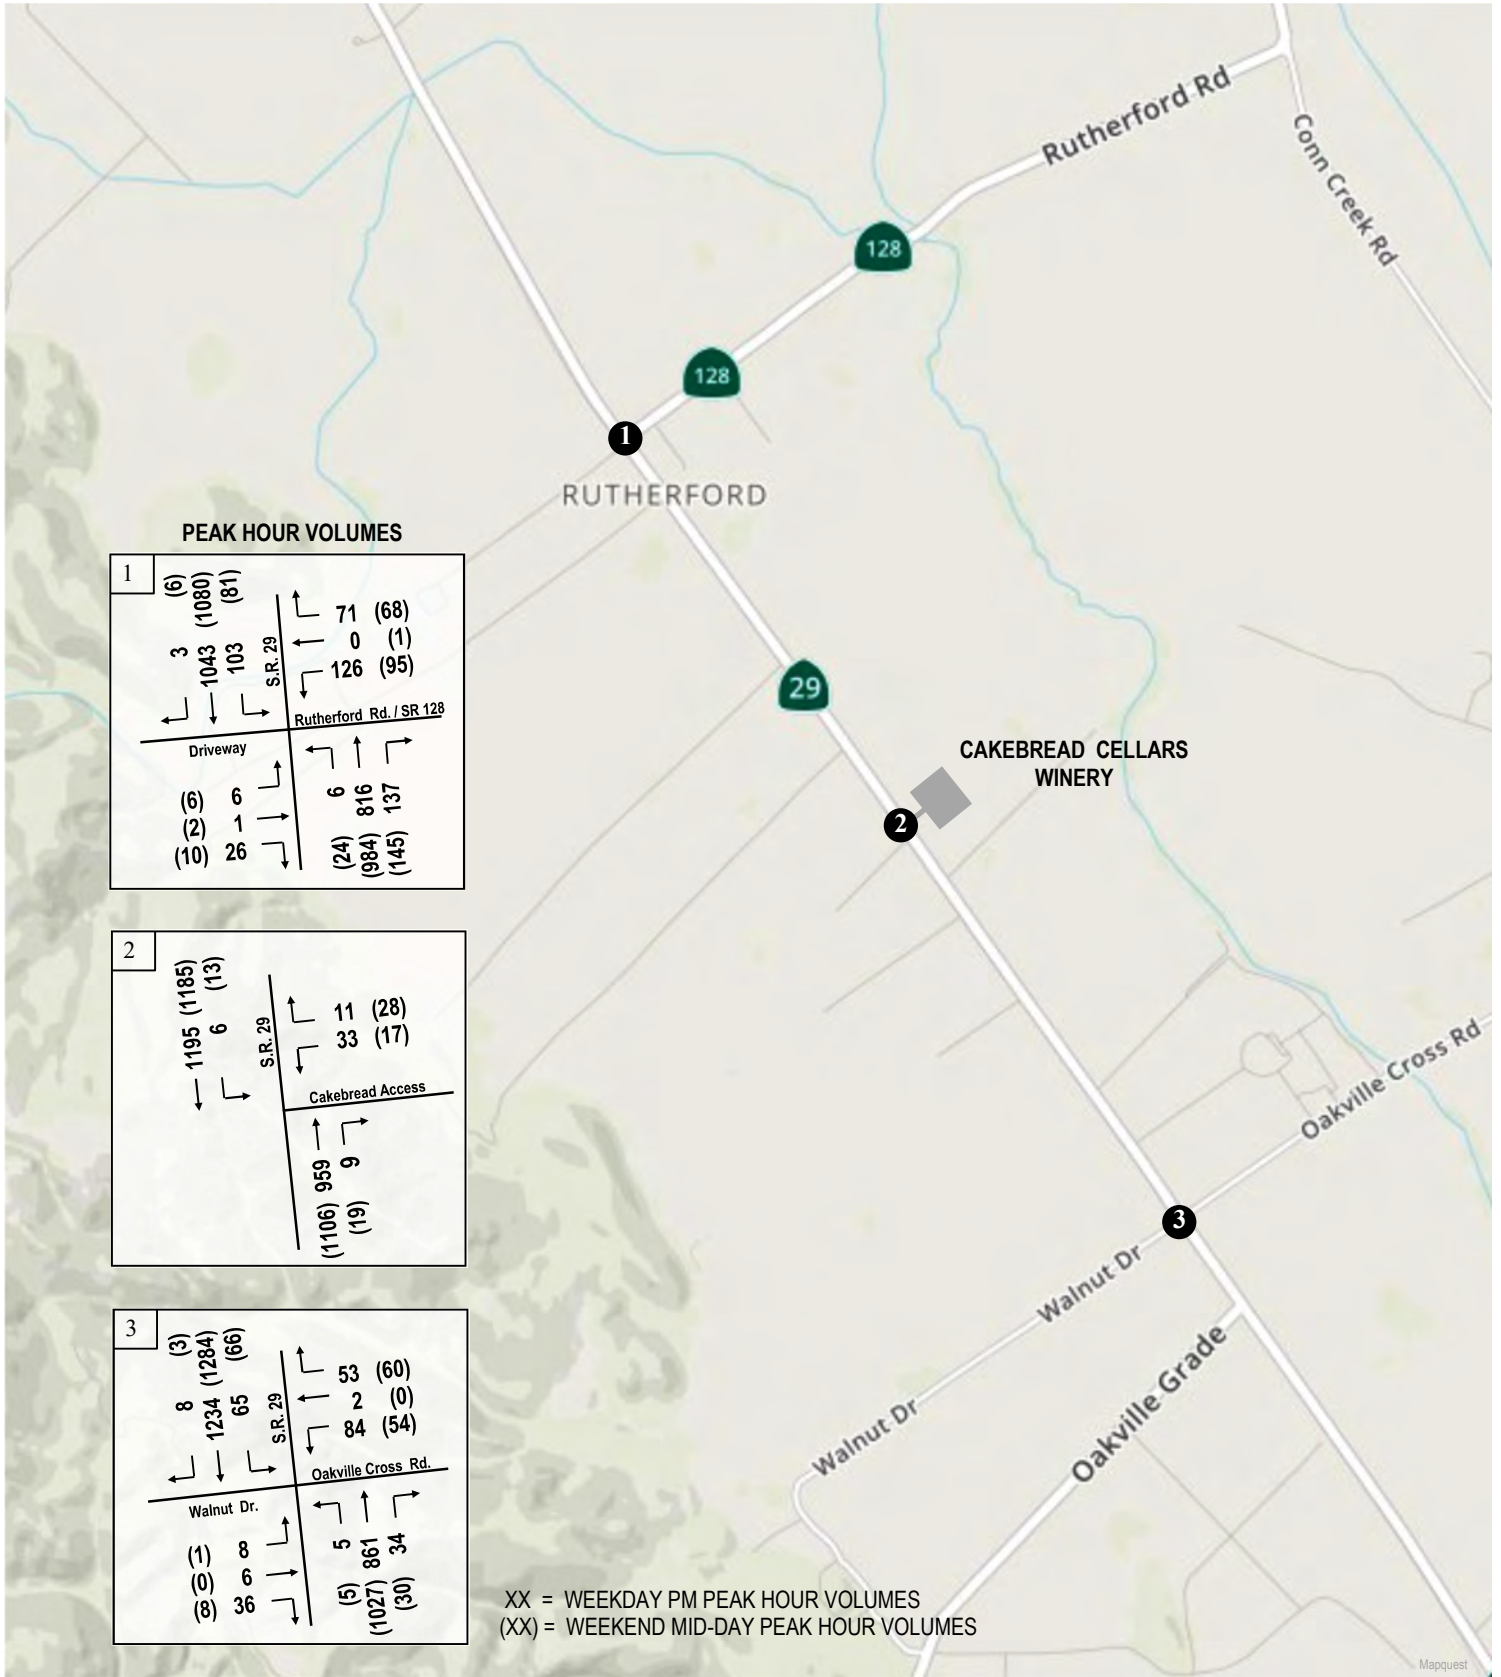 Rutherford Rd
Conn Creek Rd
128
128
1
RUTHERFORD
29
CAKEBREAD CELLARS
WINERY
2
Oakville Cross Rd
3
Walnut Dr
Walnut Dr
Oakville Grade
PEAK HOUR VOLUMES
1
(6)
(1080)
(81)
3
1043
103
S.R. 29
71 (68)
0 (1)
126 (95)
Rutherford Rd. / SR 128
Driveway
(6) 6
(2) 1
(10) 26
6
816
137
(24)
(984)
(145)
2
1195 (1185)
6 (13)
S.R. 29
11 (28)
33 (17)
Cakebread Access
(1106) 959
(19) 9
3
(3)
(1284)
(66)
8
1234
65
S.R. 29
53 (60)
2 (0)
84 (54)
Oakville Cross Rd.
Walnut Dr.
(1) 8
(0) 6
(8) 36
5
861
34
(5)
(1027)
(30)
XX = WEEKDAY PM PEAK HOUR VOLUMES
(XX) = WEEKEND MID-DAY PEAK HOUR VOLUMES
Mapquest